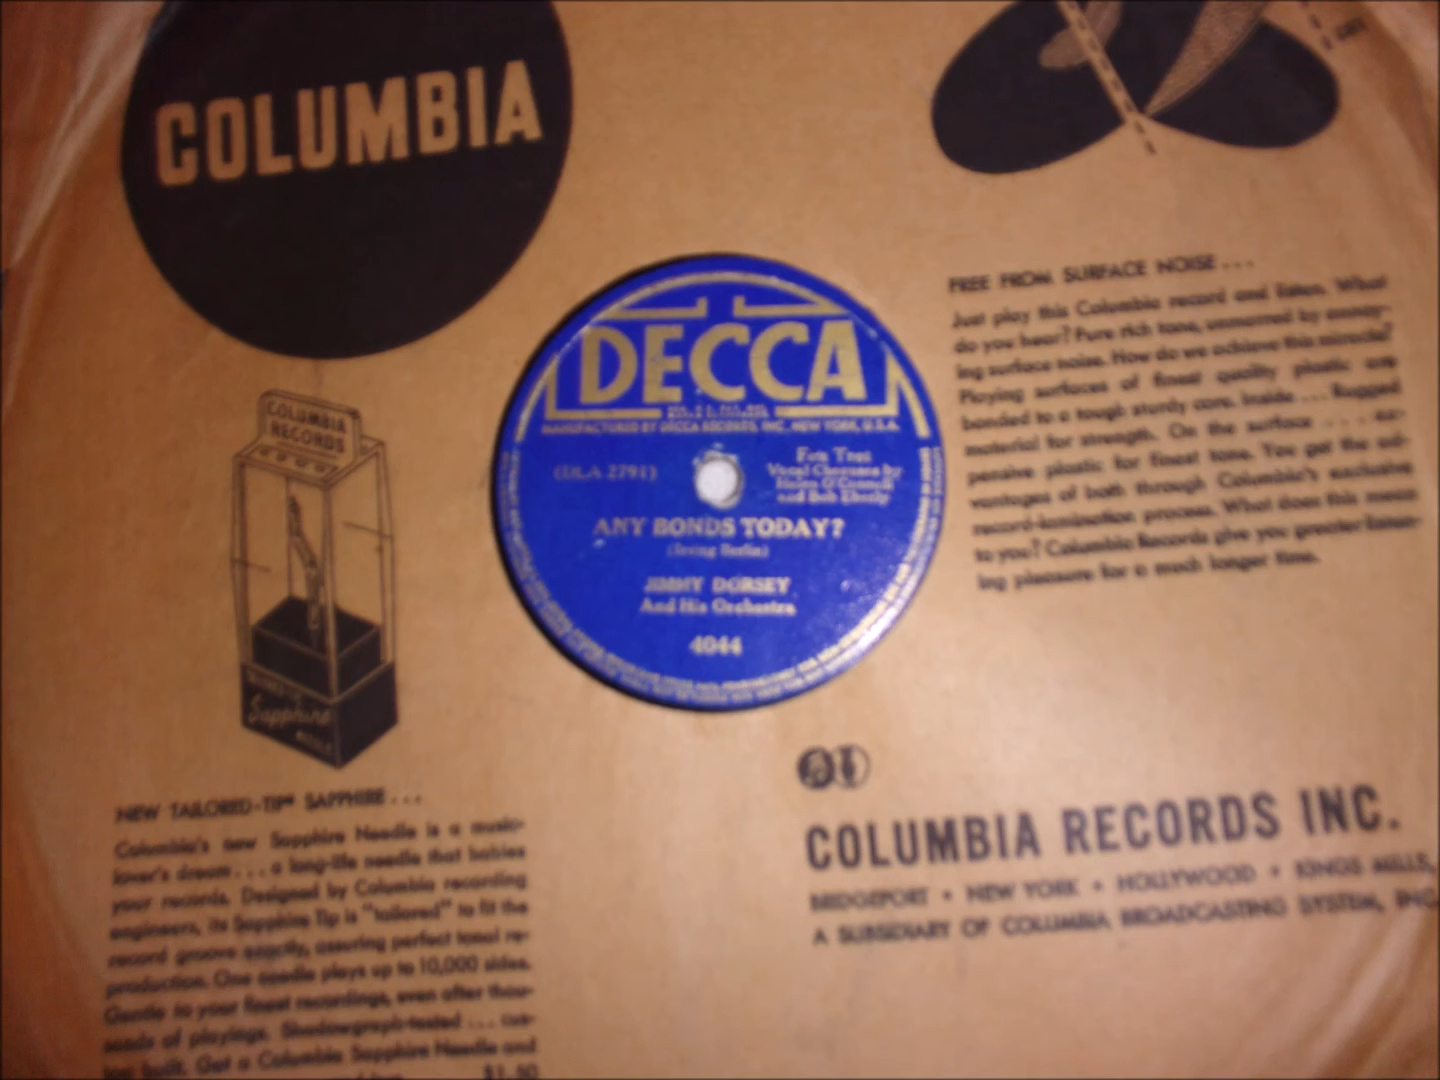 COLUMBIA
CUT
COLUMBIA
RECORDS
Sapphire
NEEDLE
NEW TAILORED-TIP* SAPPHIRE . . .
Columbia's new Sapphire Needle is a music-
lover's dream . . . a long-life needle that babies
your records. Designed by Columbia recording
engineers, its Sapphire Tip is "tailored" to fit the
record groove exactly, assuring perfect tonal re-
production. One needle plays up to 10,000 sides.
Gentle to your finest recordings, even after thou-
sands of playings. Shadowgraph-tested . . . cus-
tom built. Get a Columbia Sapphire Needle and
$1.50
DECCA
MANUFACTURED BY DECCA RECORDS, INC., NEW YORK, U.S.A.
(DLA 2791)
Fox Trot
Vocal Choruses by
Helen O'Connell
and Bob Eberly
ANY BONDS TODAY?
(Irving Berlin)
JIMMY DORSEY
And His Orchestra
4044
FREE FROM SURFACE NOISE . . .
Just play this Columbia record and listen. What
do you hear? Pure rich tone, unmarred by annoy-
ing surface noise. How do we achieve this miracle?
Playing surfaces of finest quality plastic are
bonded to a tough sturdy core. Inside . . . Rugged
material for strength. On the surface . . . ex-
pensive plastic for finest tone. You get the ad-
vantages of both through Columbia's exclusive
record-lamination process. What does this mean
to you? Columbia Records give you greater listen-
ing pleasure for a much longer time.
COLUMBIA RECORDS INC.
BRIDGEPORT • NEW YORK • HOLLYWOOD • KINGS MILLS,
A SUBSIDIARY OF COLUMBIA BROADCASTING SYSTEM, INC.